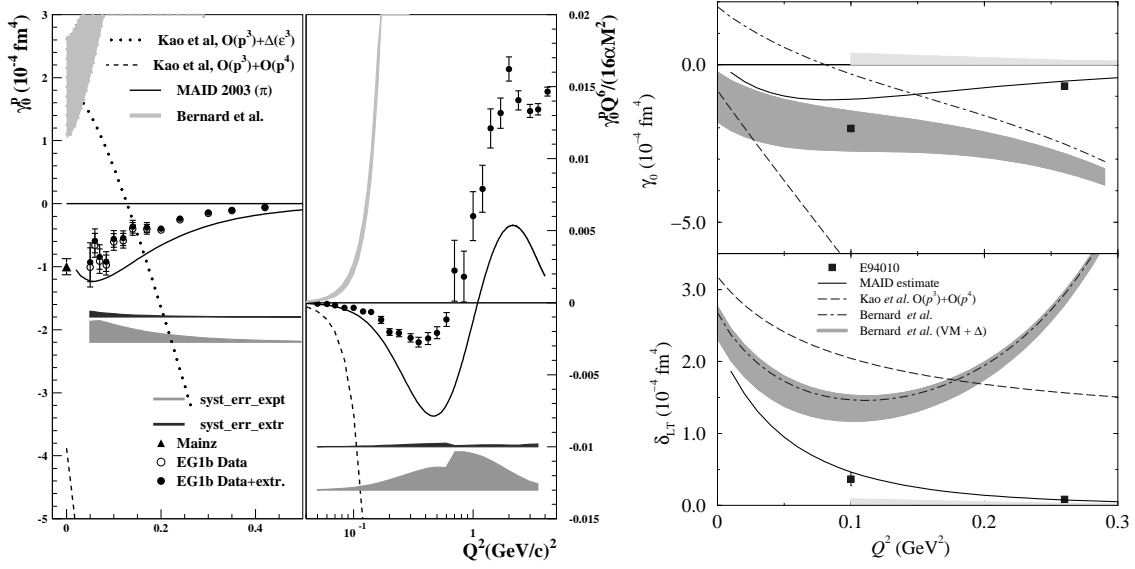 γ₀ᵖ (10⁻⁴ fm⁴)
3
2
1
0
-1
-2
-3
-4
-5
Kao et al, O(p³)+Δ(ε³)
Kao et al, O(p³)+O(p⁴)
MAID 2003 (π)
Bernard et al.
syst_err_expt
syst_err_extr
Mainz
EG1b Data
EG1b Data+extr.
0
0.2
0.4
10⁻¹
1
Q²(GeV/c)²
0.02
0.015
0.01
0.005
0
-0.005
-0.01
-0.015
γ₀ᵖQ⁶/(16αM²)
γ₀ (10⁻⁴ fm⁴)
0.0
−5.0
δLT (10⁻⁴ fm⁴)
3.0
2.0
1.0
0.0
E94010
MAID estimate
Kao et al. O(p³)+O(p⁴)
Bernard et al.
Bernard et al. (VM + Δ)
0
0.1
0.2
0.3
Q² (GeV²)